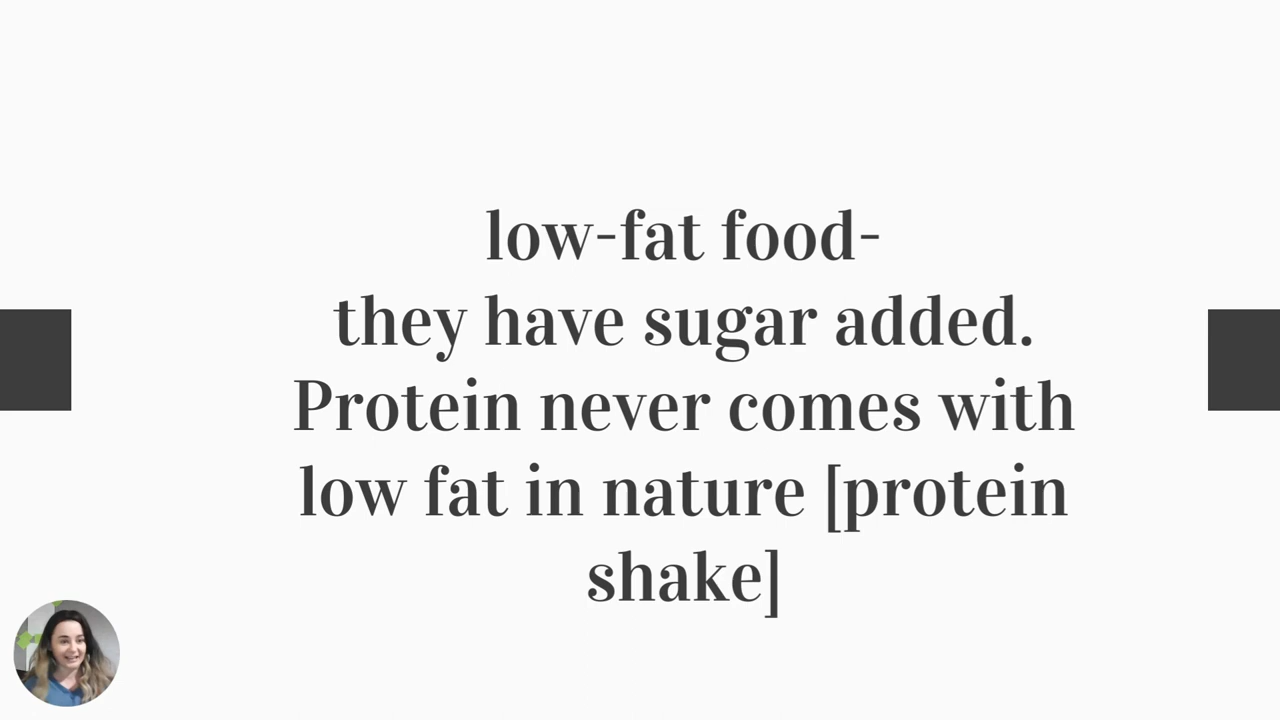 low-fat food-
they have sugar added.
Protein never comes with
low fat in nature [protein
shake]